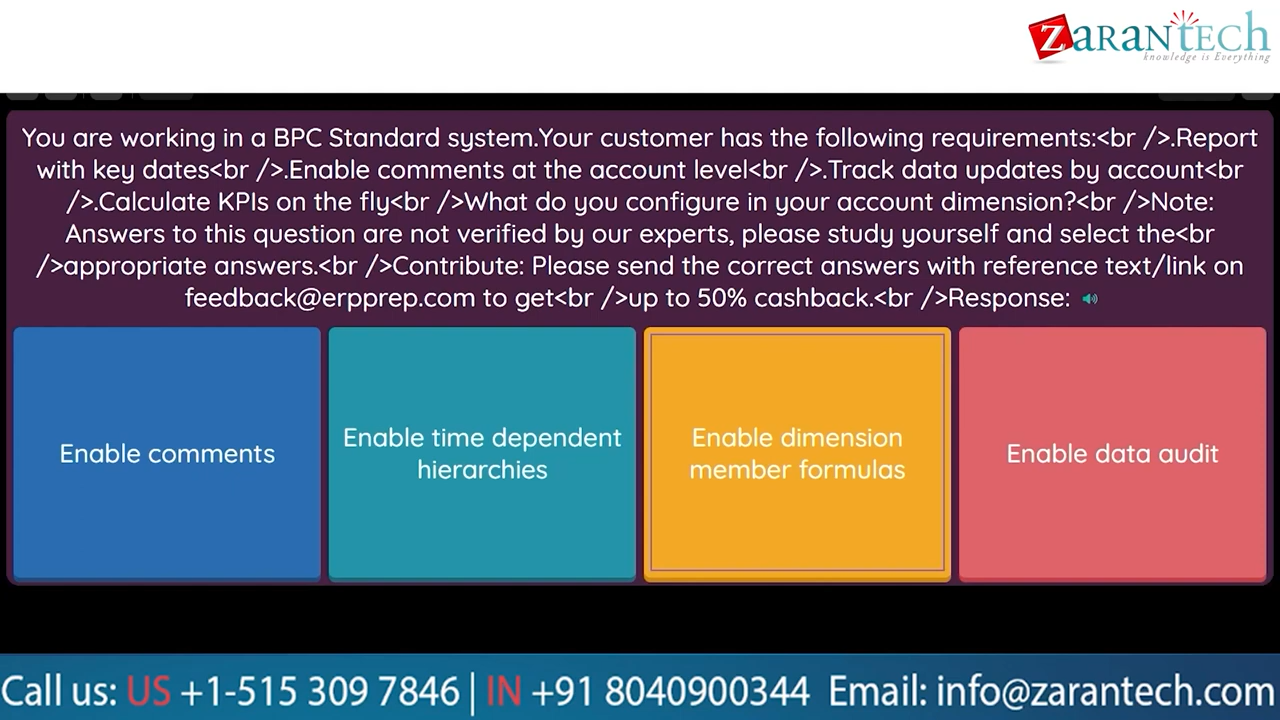 ZARANTECH
knowledge is Everything
You are working in a BPC Standard system.Your customer has the following requirements:<br />.Report
with key dates<br />.Enable comments at the account level<br />.Track data updates by account<br
/>.Calculate KPIs on the fly<br />What do you configure in your account dimension?<br />Note:
Answers to this question are not verified by our experts, please study yourself and select the<br
/>appropriate answers.<br />Contribute: Please send the correct answers with reference text/link on
feedback@erpprep.com to get<br />up to 50% cashback.<br />Response:
Enable comments
Enable time dependent
hierarchies
Enable dimension
member formulas
Enable data audit
Call us: US +1-515 309 7846 | IN +91 8040900344 Email: info@zarantech.com